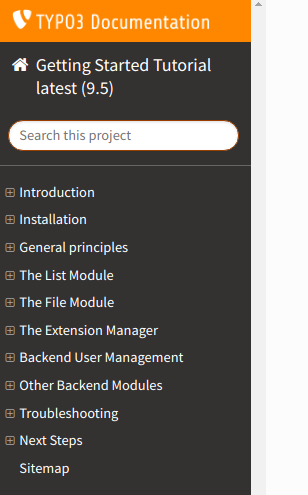 TYPO3 Documentation
Getting Started Tutorial
latest (9.5)
Search this project
Introduction
Installation
General principles
The List Module
The File Module
The Extension Manager
Backend User Management
Other Backend Modules
Troubleshooting
Next Steps
Sitemap